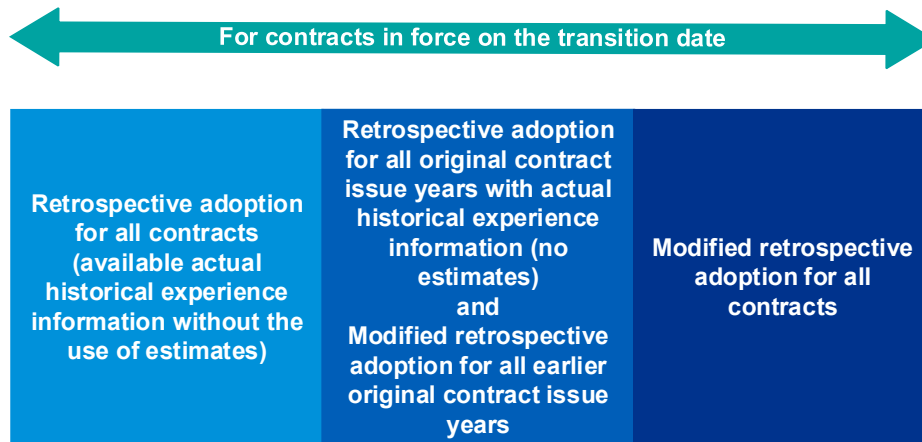 For contracts in force on the transition date
Retrospective adoption
for all contracts
(available actual
historical experience
information without the
use of estimates)
Retrospective adoption
for all original contract
issue years with actual
historical experience
information (no
estimates)
and
Modified retrospective
adoption for all earlier
original contract issue
years
Modified retrospective
adoption for all
contracts